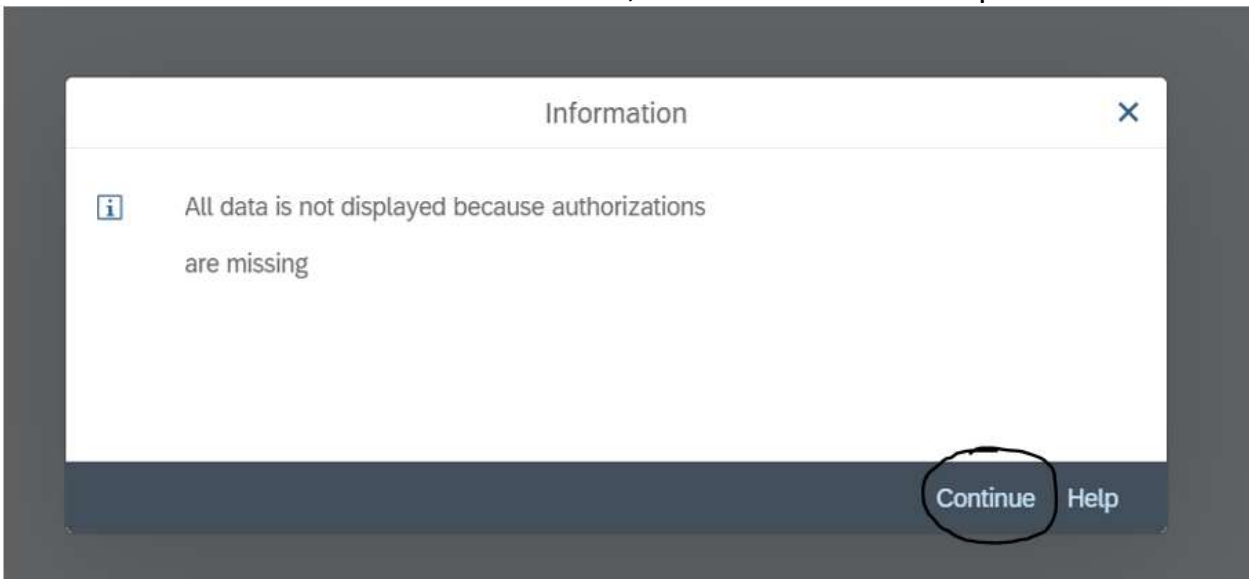 Information
All data is not displayed because authorizations
are missing
Continue Help